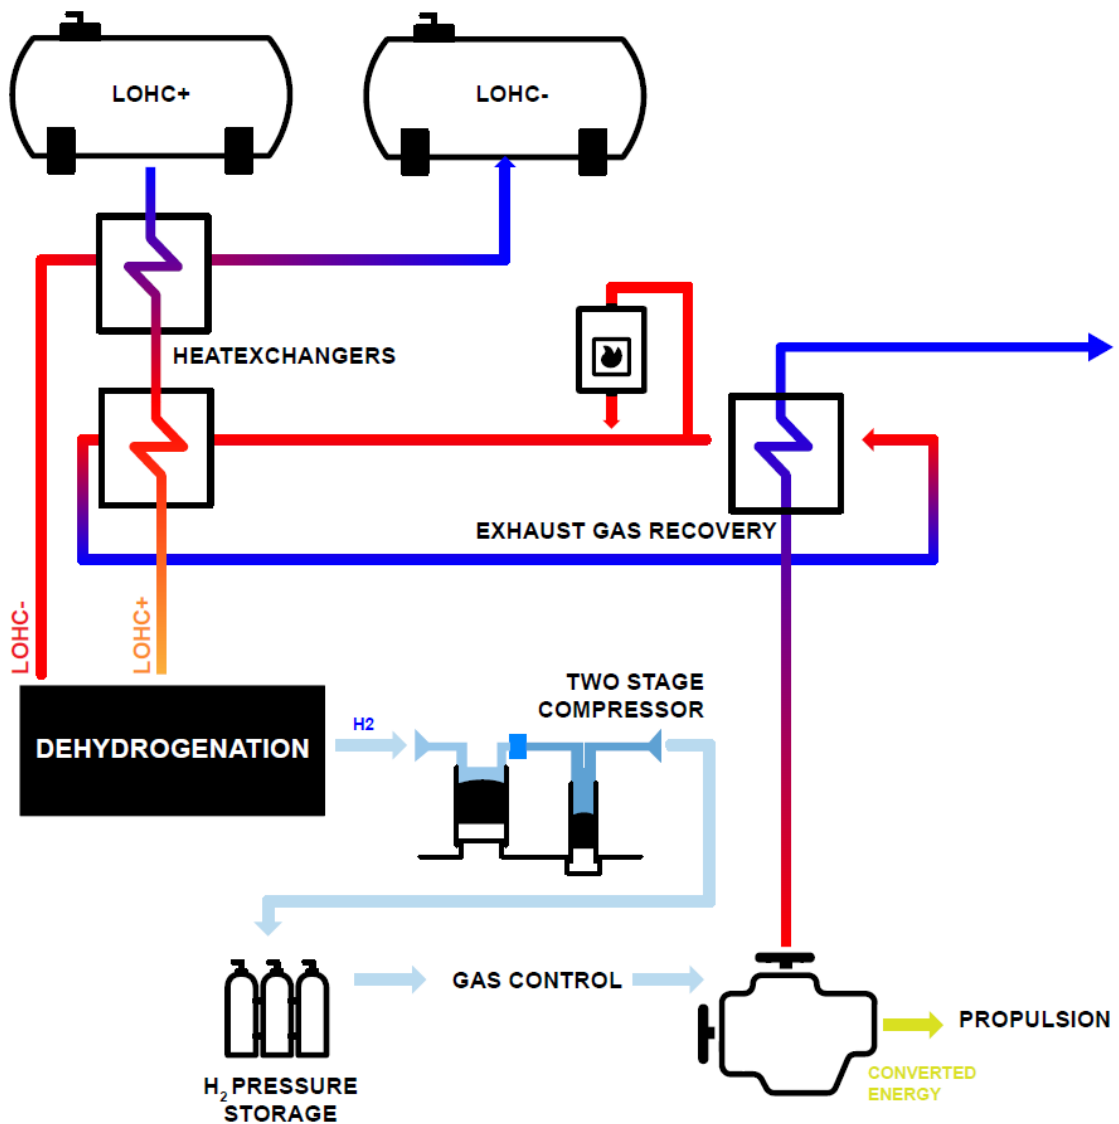 LOHC+
LOHC-
HEATEXCHANGERS
EXHAUST GAS RECOVERY
LOHC-
LOHC+
TWO STAGE
COMPRESSOR
H2
DEHYDROGENATION
GAS CONTROL
PROPULSION
CONVERTED
ENERGY
H₂ PRESSURE
STORAGE